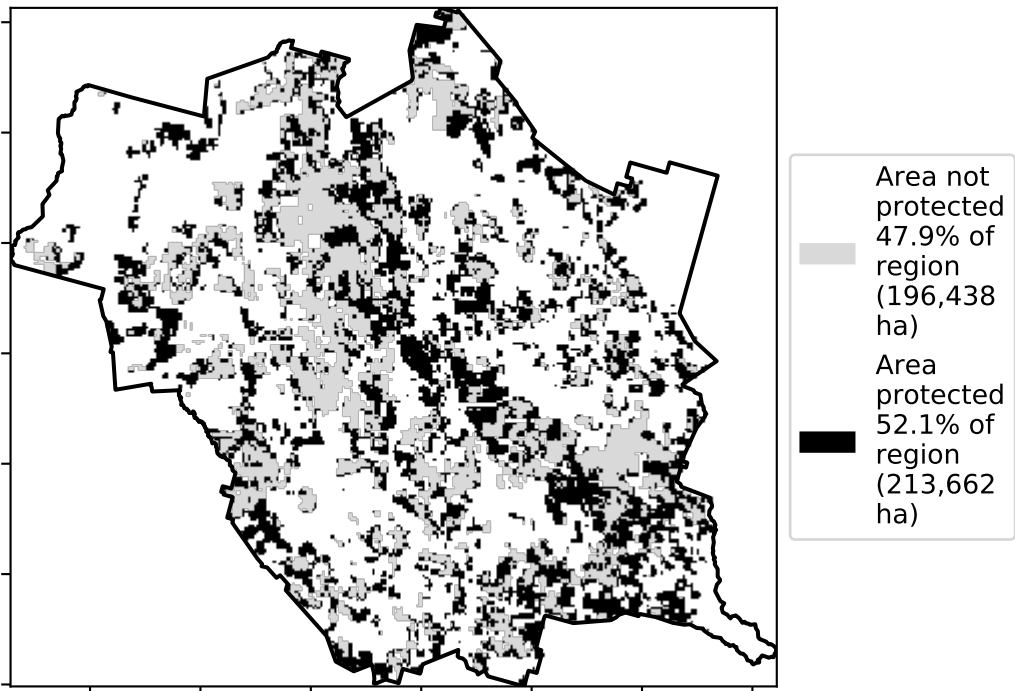 Area not
protected
47.9% of
region
(196,438
ha)
Area
protected
52.1% of
region
(213,662
ha)